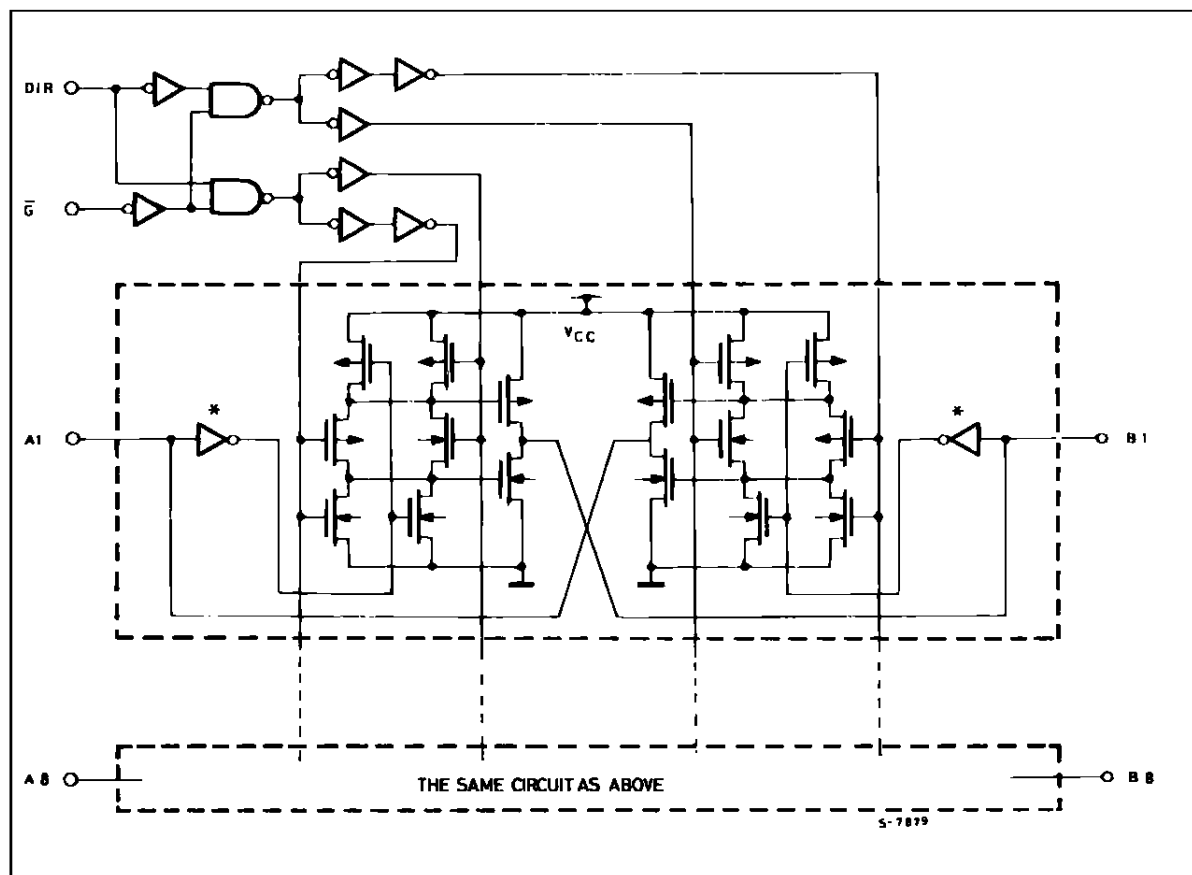 DIR
G̅
VCC
*
*
A1
B1
A8
THE SAME CIRCUIT AS ABOVE
B8
S-7879